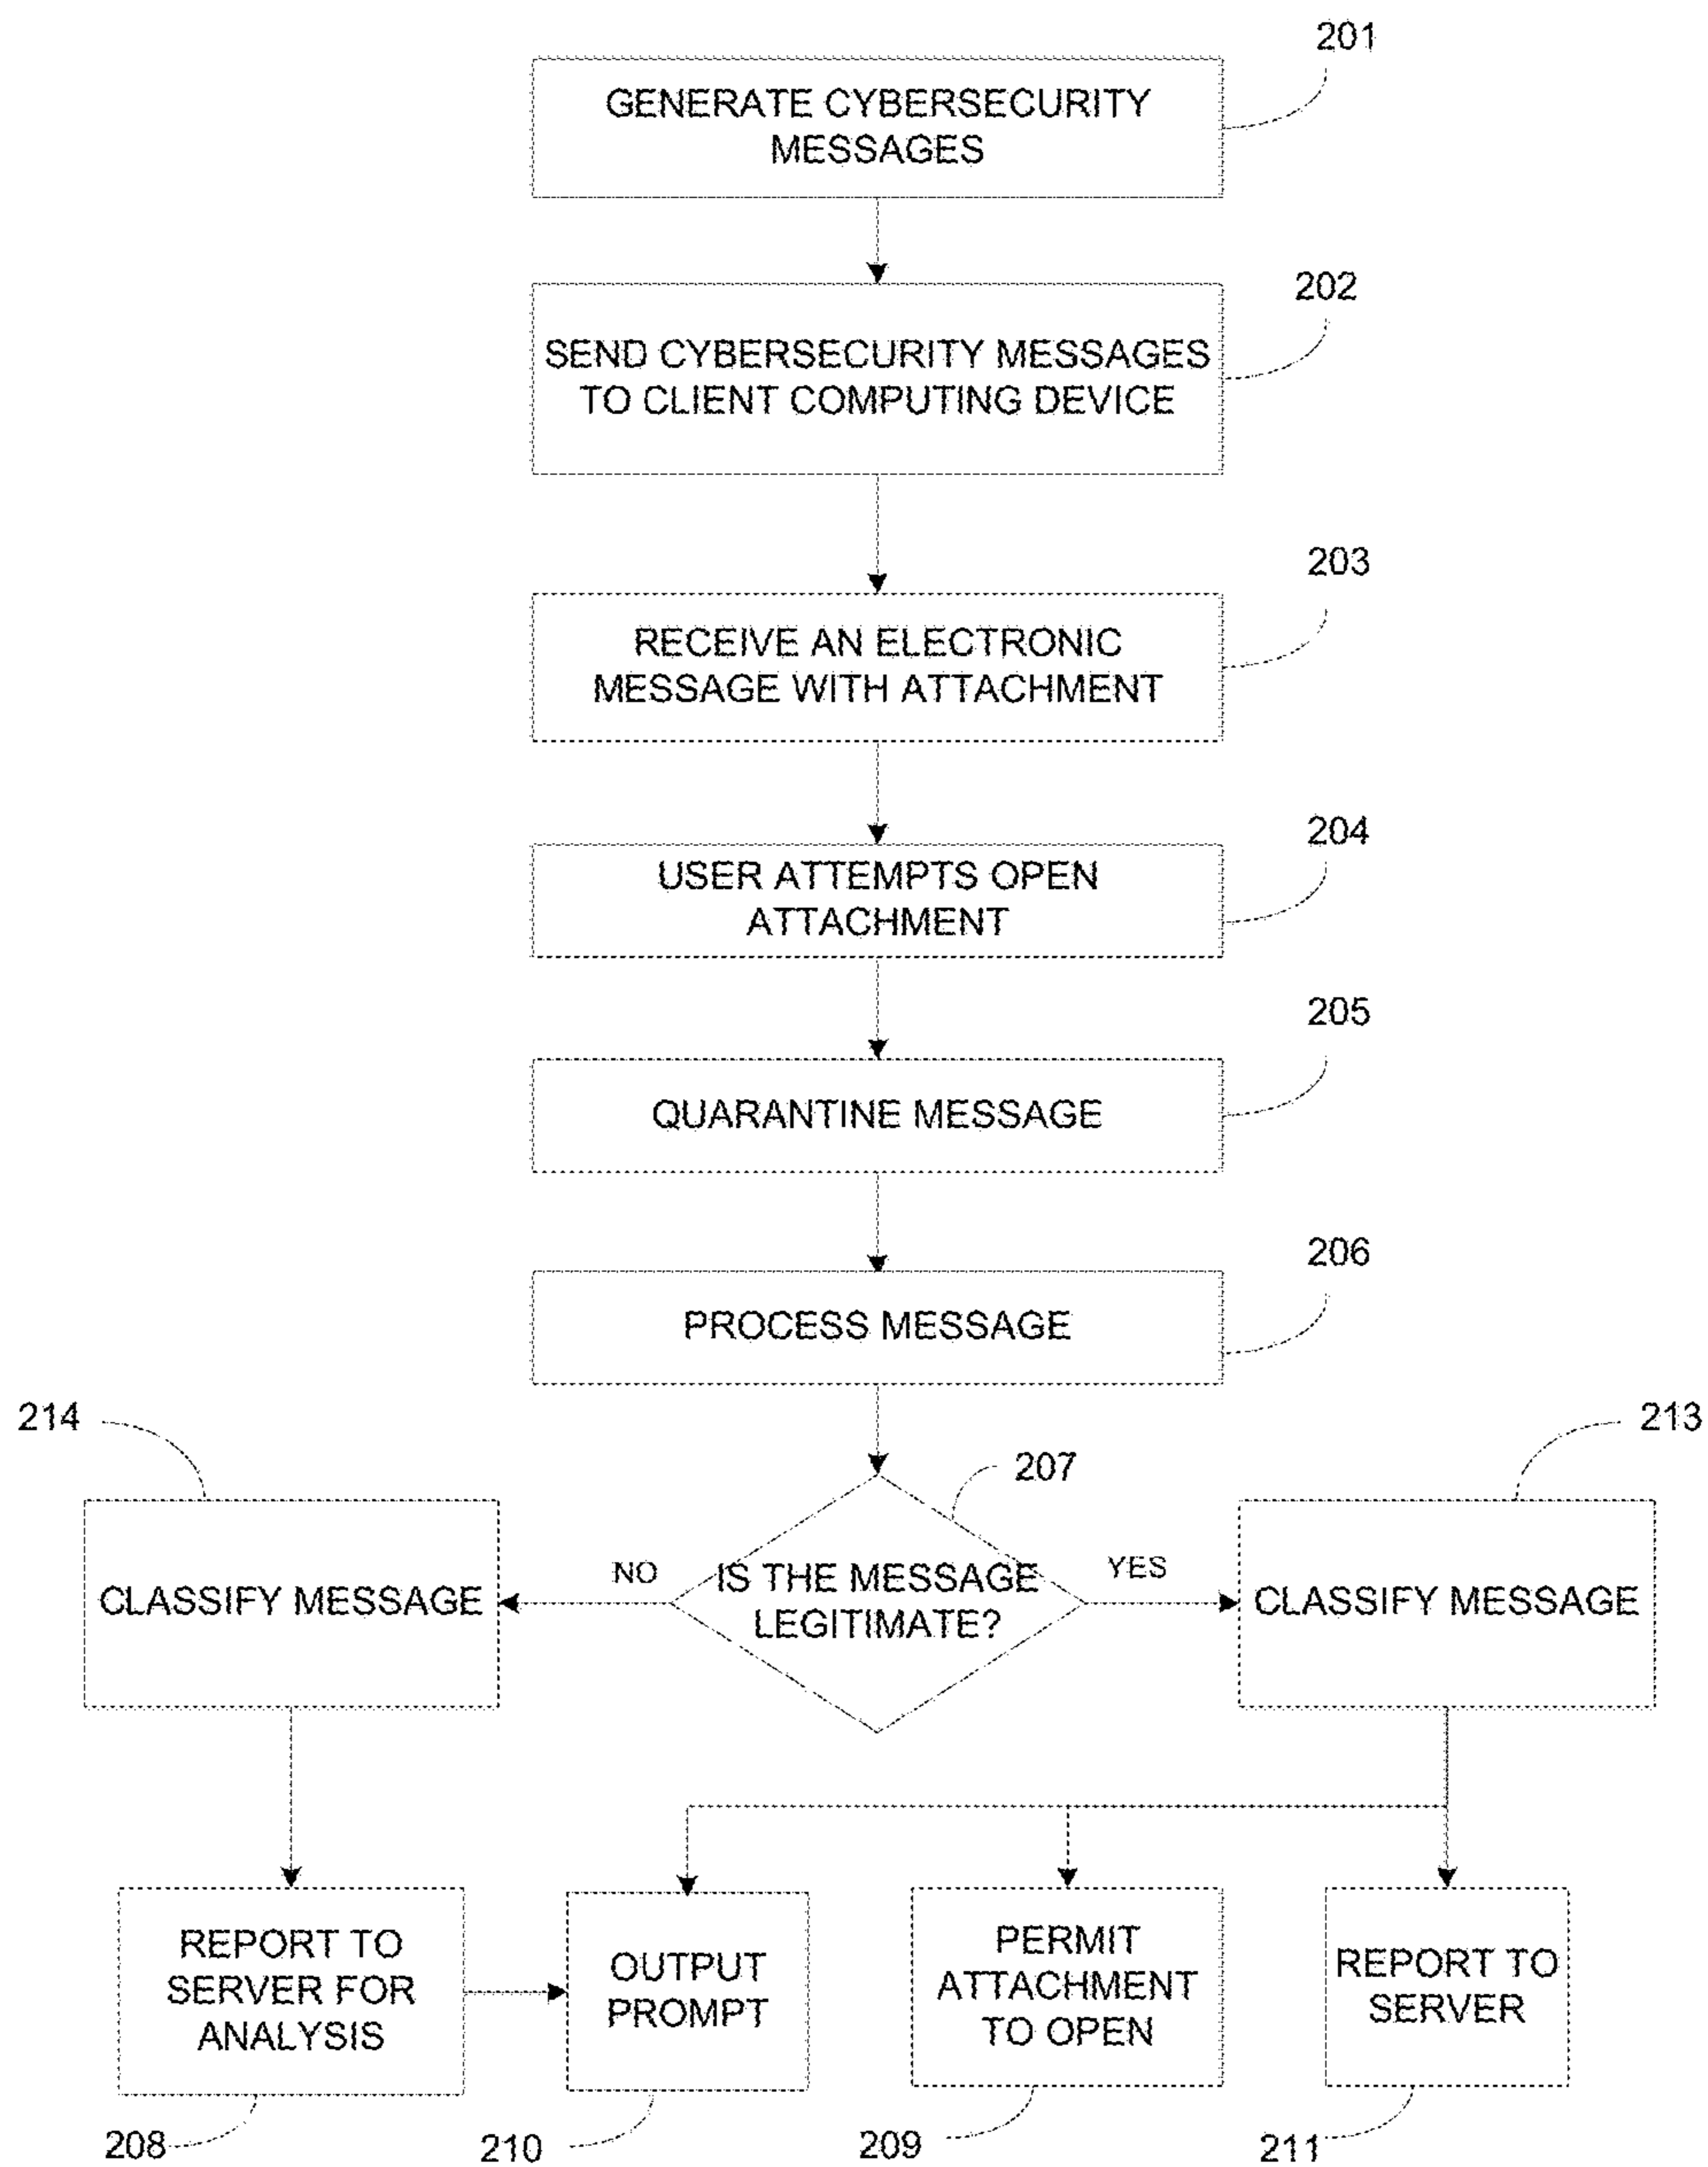 201
GENERATE CYBERSECURITY
MESSAGES
202
SEND CYBERSECURITY MESSAGES
TO CLIENT COMPUTING DEVICE
203
RECEIVE AN ELECTRONIC
MESSAGE WITH ATTACHMENT
204
USER ATTEMPTS OPEN
ATTACHMENT
205
QUARANTINE MESSAGE
206
PROCESS MESSAGE
214
213
207
NO
YES
CLASSIFY MESSAGE
IS THE MESSAGE
LEGITIMATE?
CLASSIFY MESSAGE
REPORT TO
SERVER FOR
ANALYSIS
OUTPUT
PROMPT
PERMIT
ATTACHMENT
TO OPEN
REPORT TO
SERVER
208
210
209
211